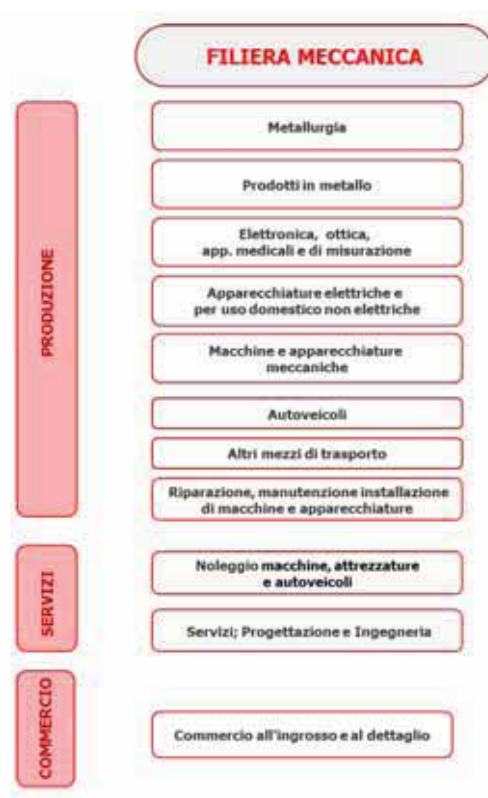 FILIERA MECCANICA
PRODUZIONE
Metallurgia
Prodotti in metallo
Elettronica, ottica,
app. medicali e di misurazione
Apparecchiature elettriche e
per uso domestico non elettriche
Macchine e apparecchiature
meccaniche
Autoveicoli
Altri mezzi di trasporto
Riparazione, manutenzione installazione
di macchine e apparecchiature
SERVIZI
Noleggio macchine, attrezzature
e autoveicoli
Servizi; Progettazione e Ingegneria
COMMERCIO
Commercio all'ingrosso e al dettaglio